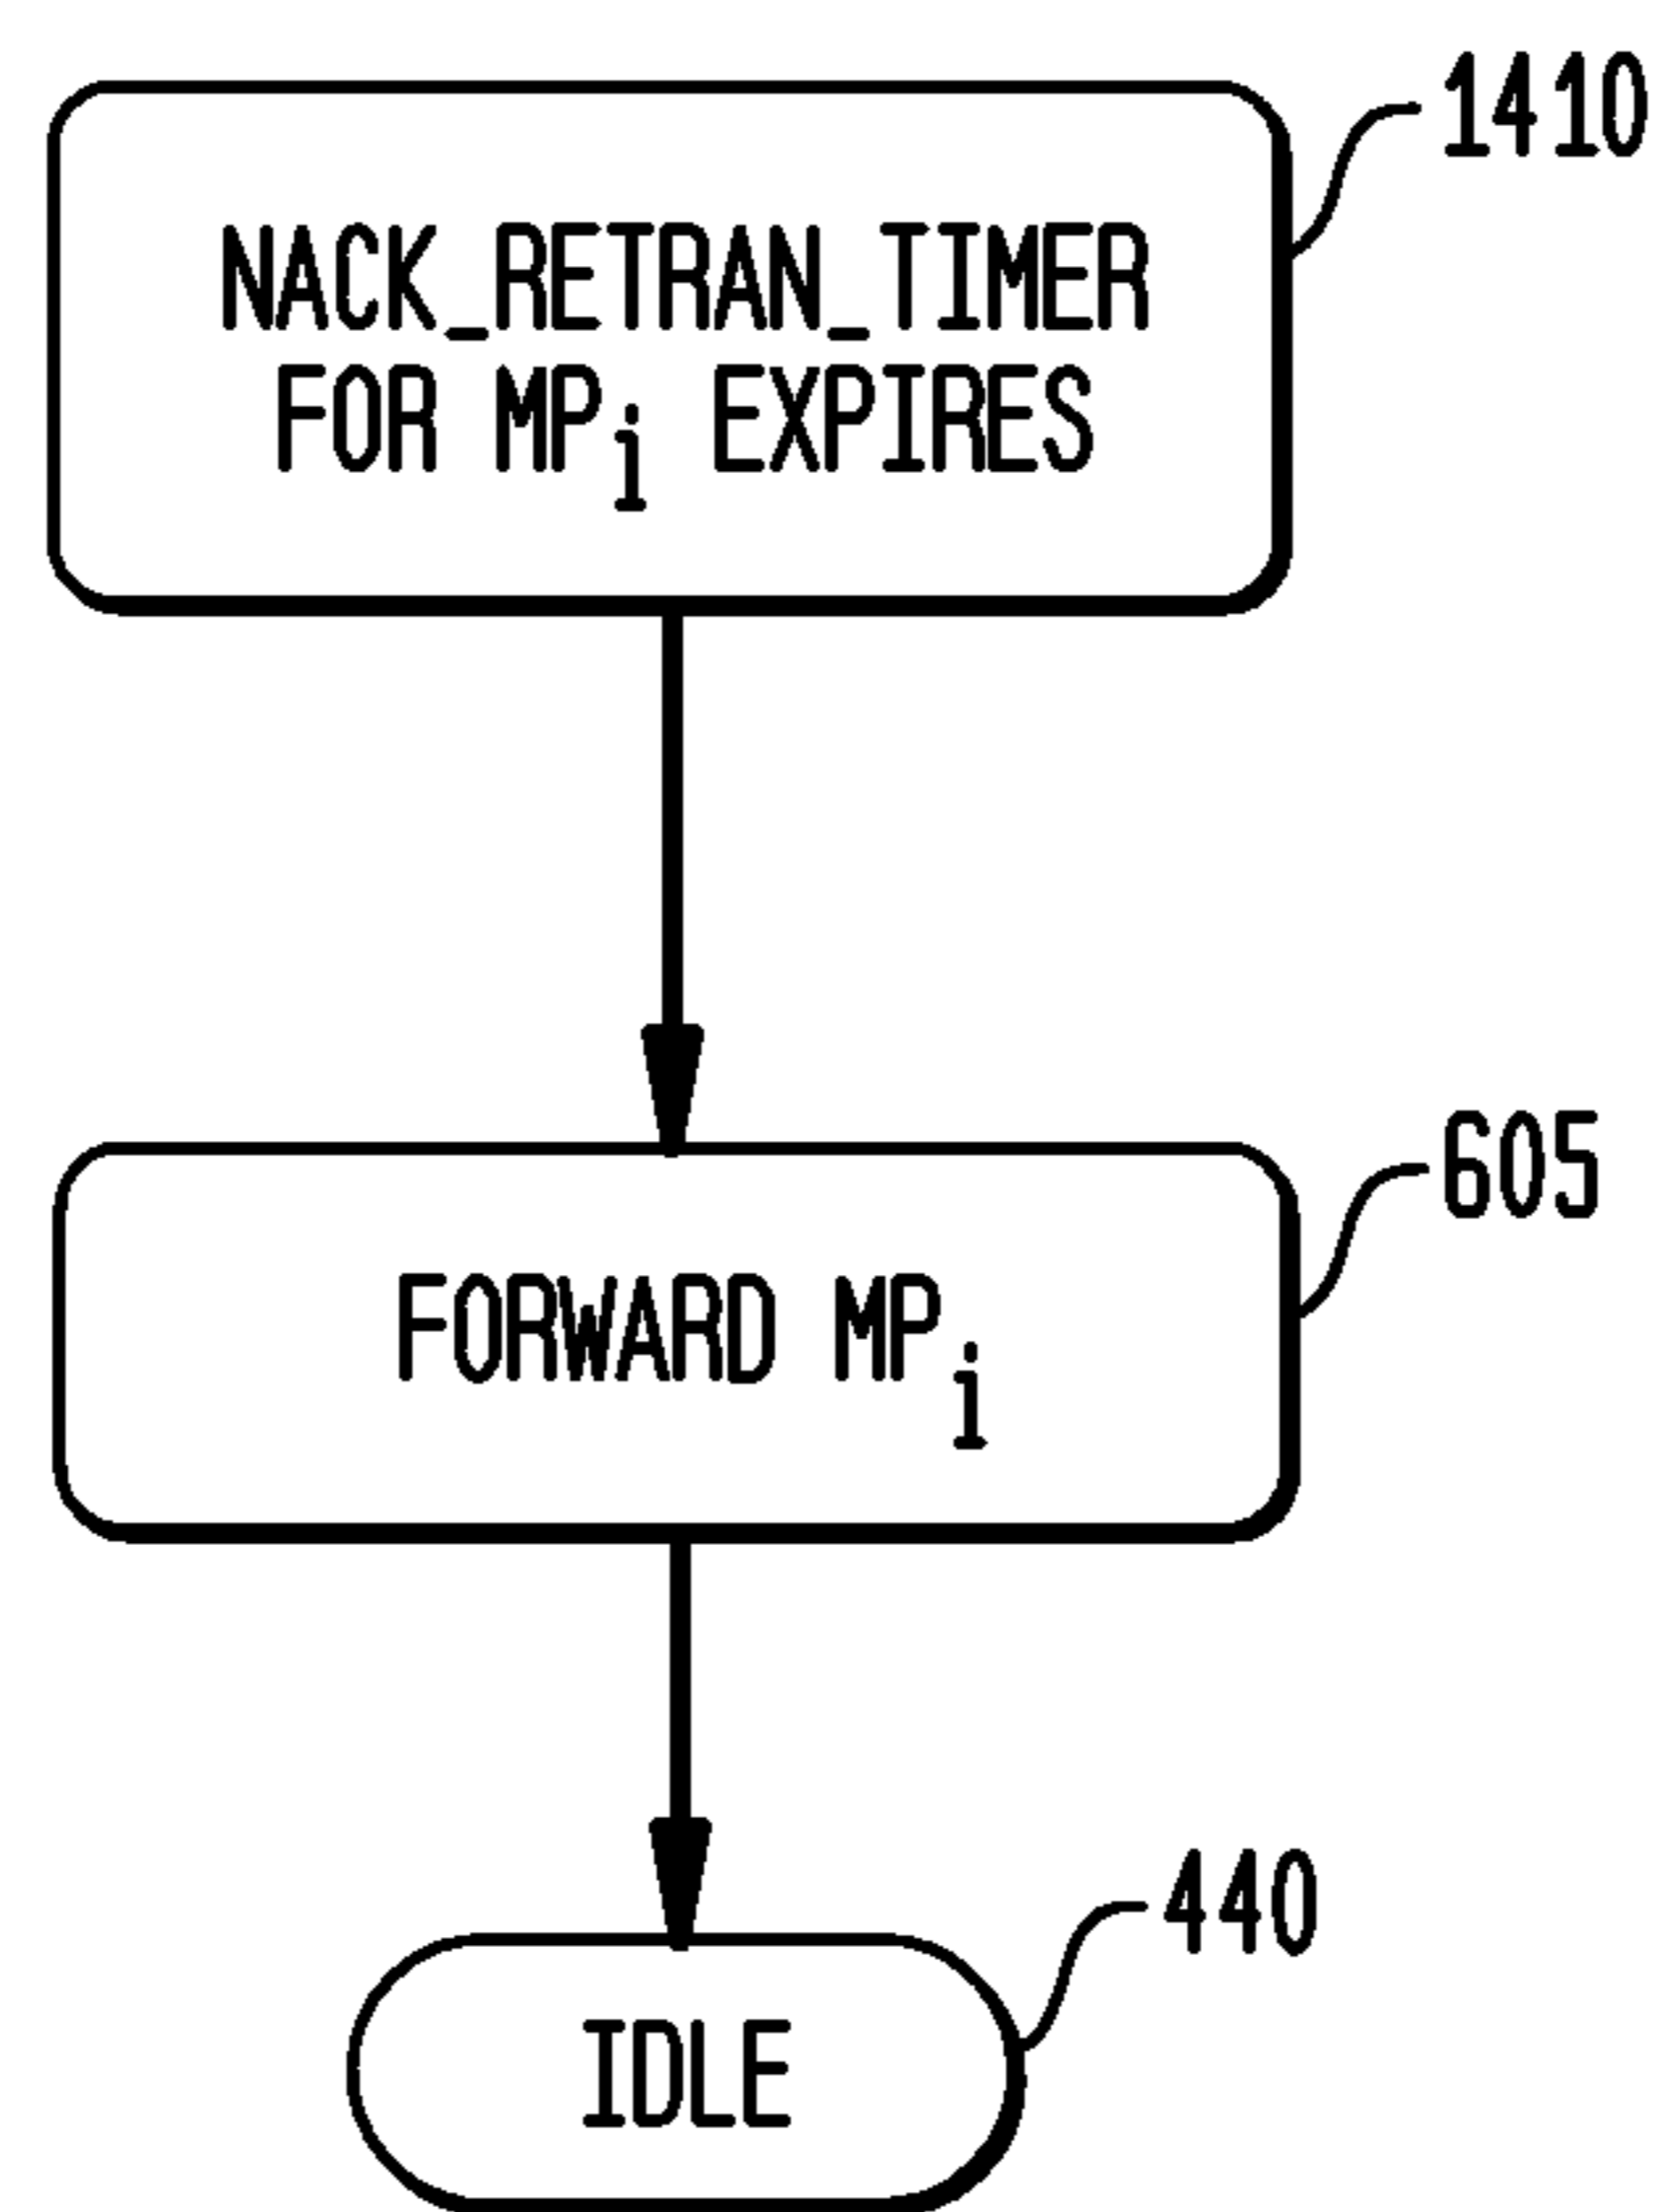 1410
NACK_RETRAN_TIMER
FOR MPi EXPIRES
605
FORWARD MPi
440
IDLE